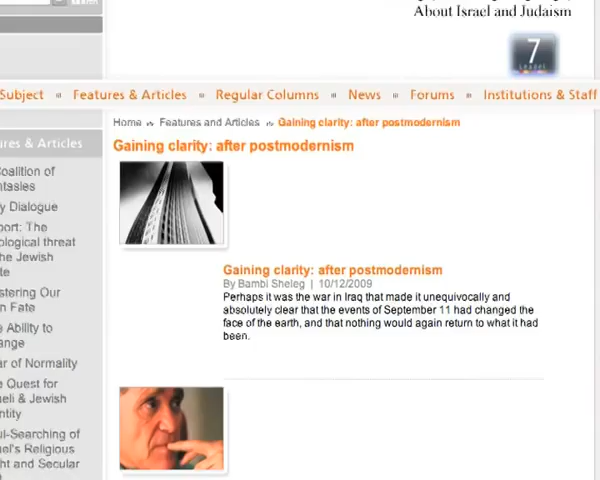 About Israel and Judaism
7
Subject
Features & Articles
Regular Columns
News
Forums
Institutions & Staff
Home
Features and Articles
Gaining clarity: after postmodernism
res & Articles
Gaining clarity: after postmodernism
oalition of
ntasies
y Dialogue
port: The
ological threat
he Jewish
te
stering Our
n Fate
e Ability to
ange
ar of Normality
e Quest for
eli & Jewish
ntity
ul-Searching of
el's Religious
ht and Secular
Gaining clarity: after postmodernism
By Bambi Sheleg | 10/12/2009
Perhaps it was the war in Iraq that made it unequivocally and
absolutely clear that the events of September 11 had changed the
face of the earth, and that nothing would again return to what it had
been.